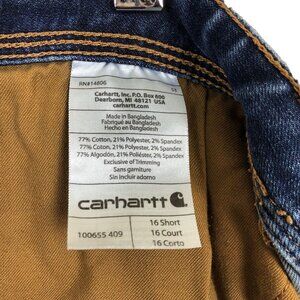 RN#14806
Carhartt, Inc. P.O. Box 600
Dearborn, MI 48121 USA
carhartt.com
Made in Bangladesh
Fabriqué au Bangladesh
Hecho en Bangladesh
77% Cotton, 21% Polyester, 2% Spandex
77% Coton, 21% Polyester, 2% Spandex
77% Algodón, 21% Poliéster, 2% Spandex
Exclusive of Trimming
Sans garniture
Sin incluir adorno
carhartt
16 Short
100655 409
16 Court
16 Corto